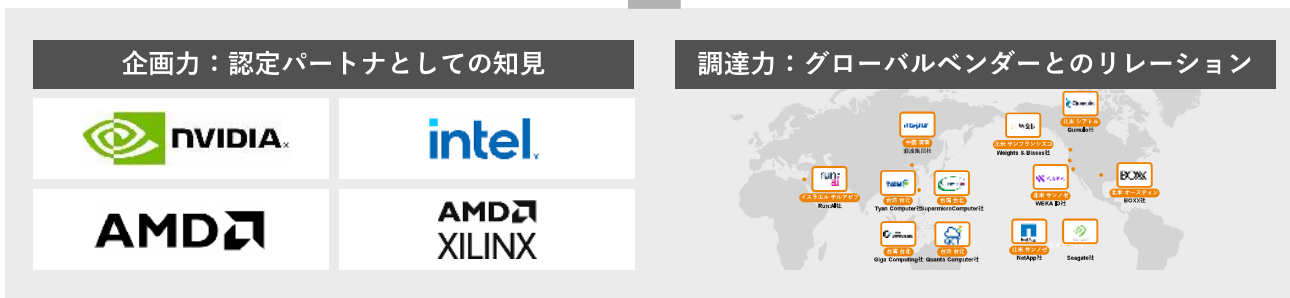 企画力：認定パートナとしての知見
NVIDIA
intel
AMD
AMD
XILINX
調達力：グローバルベンダーとのリレーション
Qumulo
北米 シアトル
Qumulo社
北米 サンフランシスコ
Weights & Biases社
run:
ai
イスラエル テルアビブ
Run:AI社
TYAN
台湾 台北
Tyan Computer社
台湾 台北
SupermicroComputer社
WEKA
北米 サンノゼ
WEKA IO社
BOXX
北米 オースティン
BOXX社
台湾 台北
Giga Computing社
QCT
台湾 台北
Quanta Computer社
NetApp
北米 サンノゼ
NetApp社
Seagate社